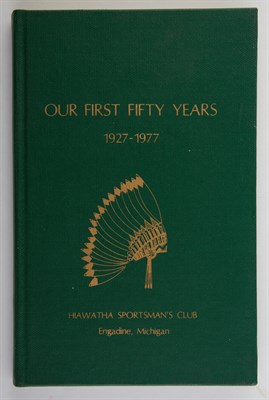 OUR FIRST FIFTY YEARS
1927-1977
HIAWATHA SPORTSMAN'S CLUB
Engadine, Michigan